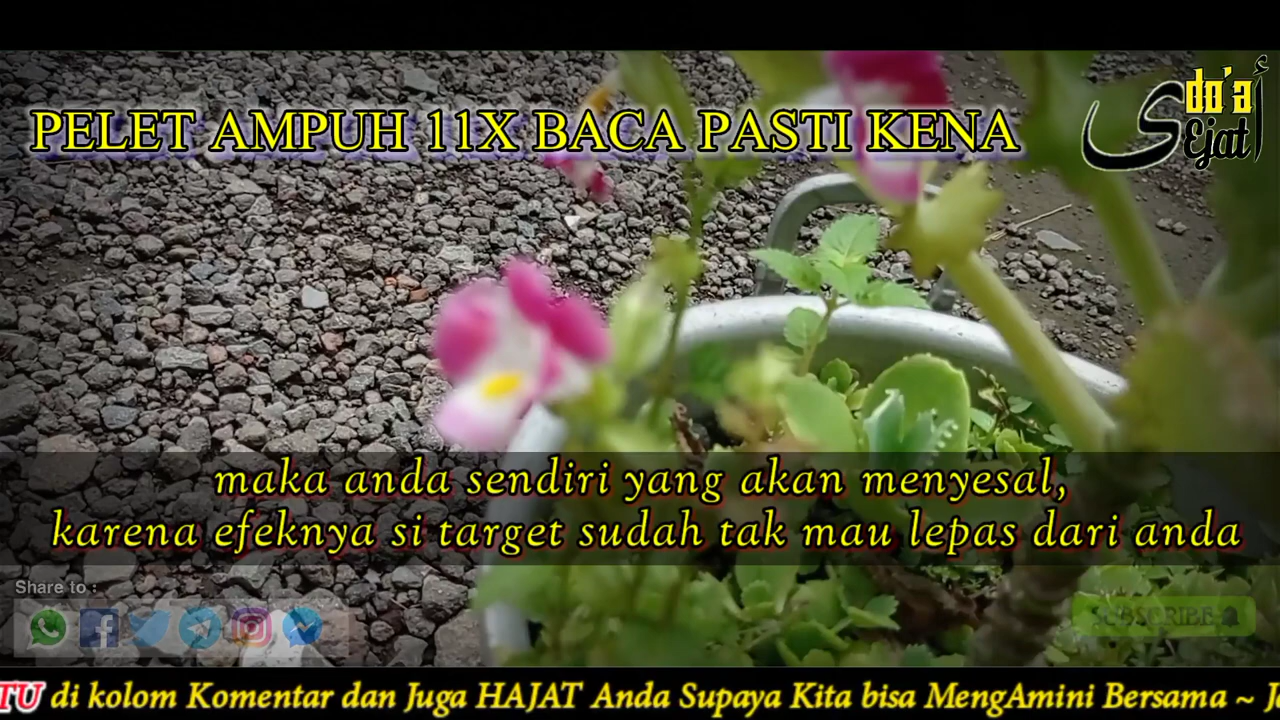 PELET AMPUH 11X BACA PASTI KENA
do'a
Ejati
maka anda sendiri yang akan menyesal,
karena efeknya si target sudah tak mau lepas dari anda
Share to :
SUBSCRIBE
TU di kolom Komentar dan Juga HAJAT Anda Supaya Kita bisa MengAmini Bersama ~